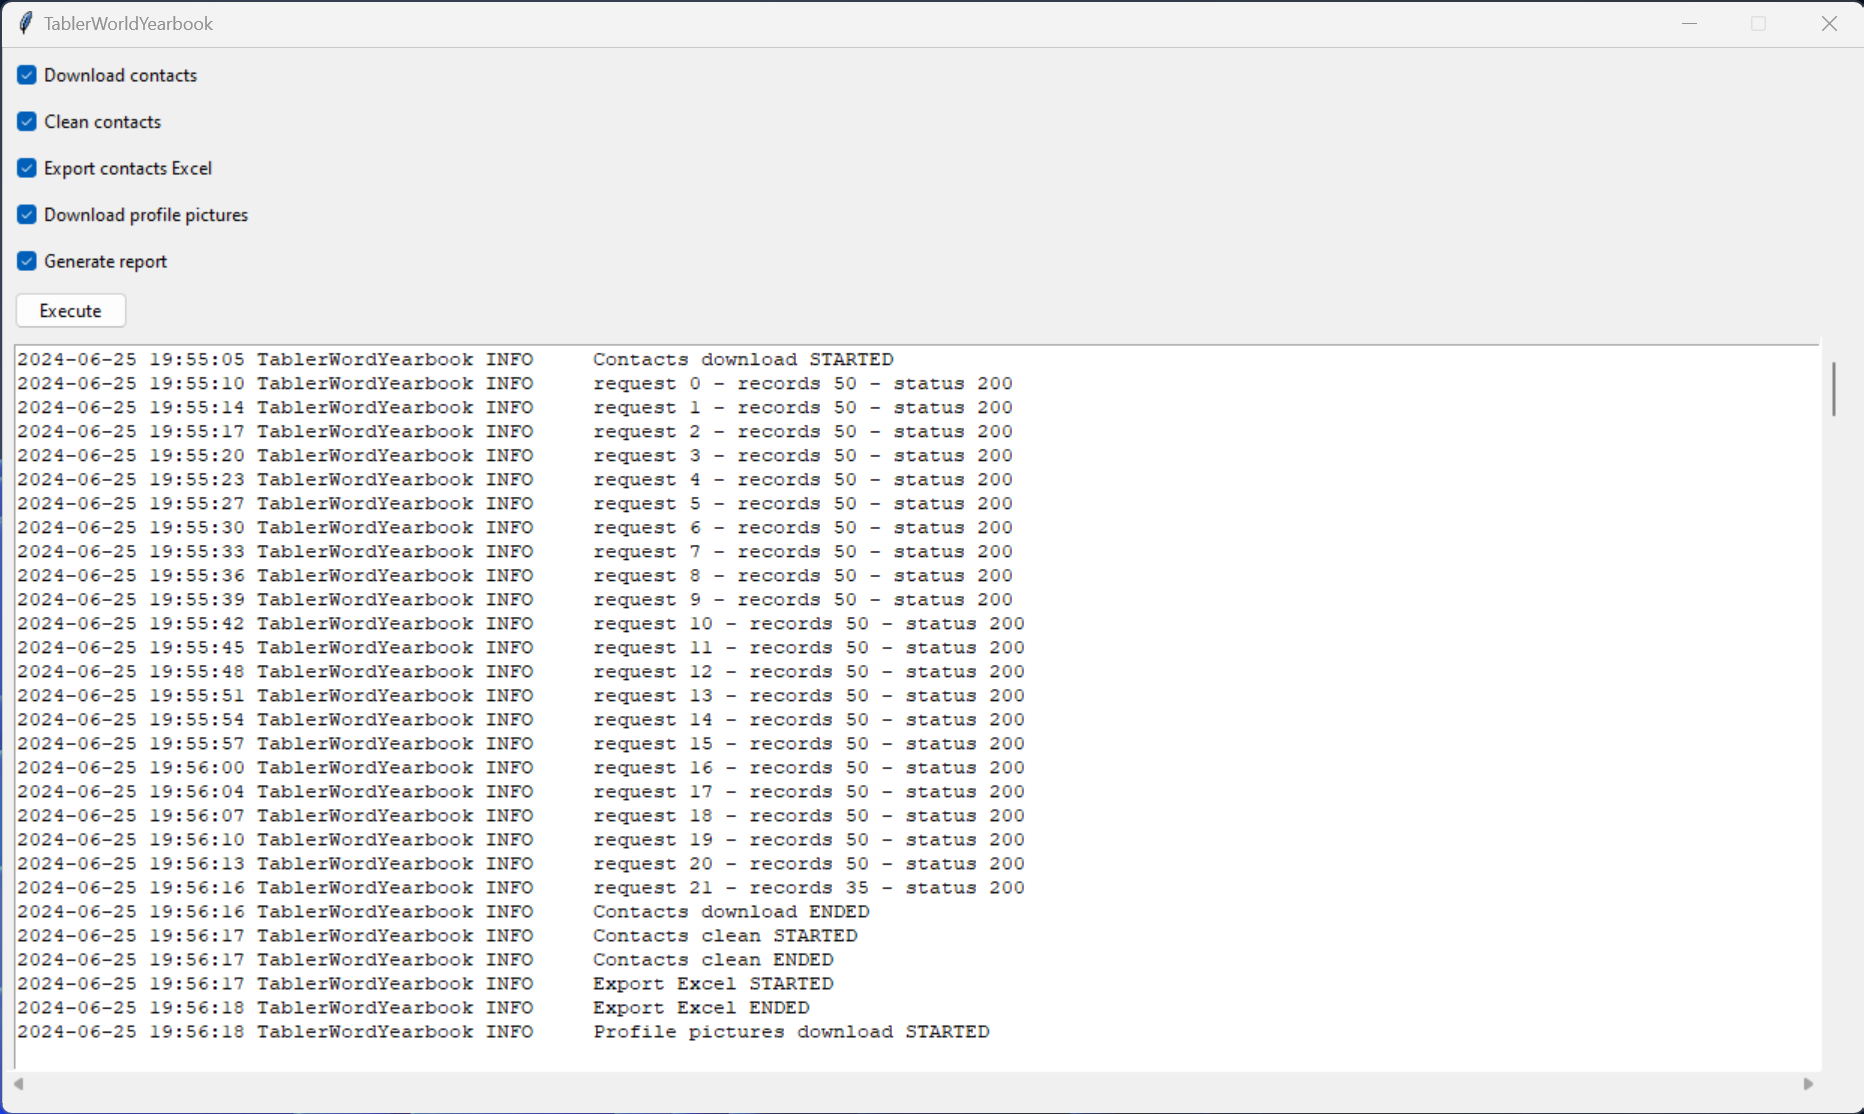 TablerWorldYearbook
Download contacts
Clean contacts
Export contacts Excel
Download profile pictures
Generate report
Execute
2024-06-25 19:55:05 TablerWordYearbook INFO     Contacts download STARTED
2024-06-25 19:55:10 TablerWordYearbook INFO     request 0 - records 50 - status 200
2024-06-25 19:55:14 TablerWordYearbook INFO     request 1 - records 50 - status 200
2024-06-25 19:55:17 TablerWordYearbook INFO     request 2 - records 50 - status 200
2024-06-25 19:55:20 TablerWordYearbook INFO     request 3 - records 50 - status 200
2024-06-25 19:55:23 TablerWordYearbook INFO     request 4 - records 50 - status 200
2024-06-25 19:55:27 TablerWordYearbook INFO     request 5 - records 50 - status 200
2024-06-25 19:55:30 TablerWordYearbook INFO     request 6 - records 50 - status 200
2024-06-25 19:55:33 TablerWordYearbook INFO     request 7 - records 50 - status 200
2024-06-25 19:55:36 TablerWordYearbook INFO     request 8 - records 50 - status 200
2024-06-25 19:55:39 TablerWordYearbook INFO     request 9 - records 50 - status 200
2024-06-25 19:55:42 TablerWordYearbook INFO     request 10 - records 50 - status 200
2024-06-25 19:55:45 TablerWordYearbook INFO     request 11 - records 50 - status 200
2024-06-25 19:55:48 TablerWordYearbook INFO     request 12 - records 50 - status 200
2024-06-25 19:55:51 TablerWordYearbook INFO     request 13 - records 50 - status 200
2024-06-25 19:55:54 TablerWordYearbook INFO     request 14 - records 50 - status 200
2024-06-25 19:55:57 TablerWordYearbook INFO     request 15 - records 50 - status 200
2024-06-25 19:56:00 TablerWordYearbook INFO     request 16 - records 50 - status 200
2024-06-25 19:56:04 TablerWordYearbook INFO     request 17 - records 50 - status 200
2024-06-25 19:56:07 TablerWordYearbook INFO     request 18 - records 50 - status 200
2024-06-25 19:56:10 TablerWordYearbook INFO     request 19 - records 50 - status 200
2024-06-25 19:56:13 TablerWordYearbook INFO     request 20 - records 50 - status 200
2024-06-25 19:56:16 TablerWordYearbook INFO     request 21 - records 35 - status 200
2024-06-25 19:56:16 TablerWordYearbook INFO     Contacts download ENDED
2024-06-25 19:56:17 TablerWordYearbook INFO     Contacts clean STARTED
2024-06-25 19:56:17 TablerWordYearbook INFO     Contacts clean ENDED
2024-06-25 19:56:17 TablerWordYearbook INFO     Export Excel STARTED
2024-06-25 19:56:18 TablerWordYearbook INFO     Export Excel ENDED
2024-06-25 19:56:18 TablerWordYearbook INFO     Profile pictures download STARTED